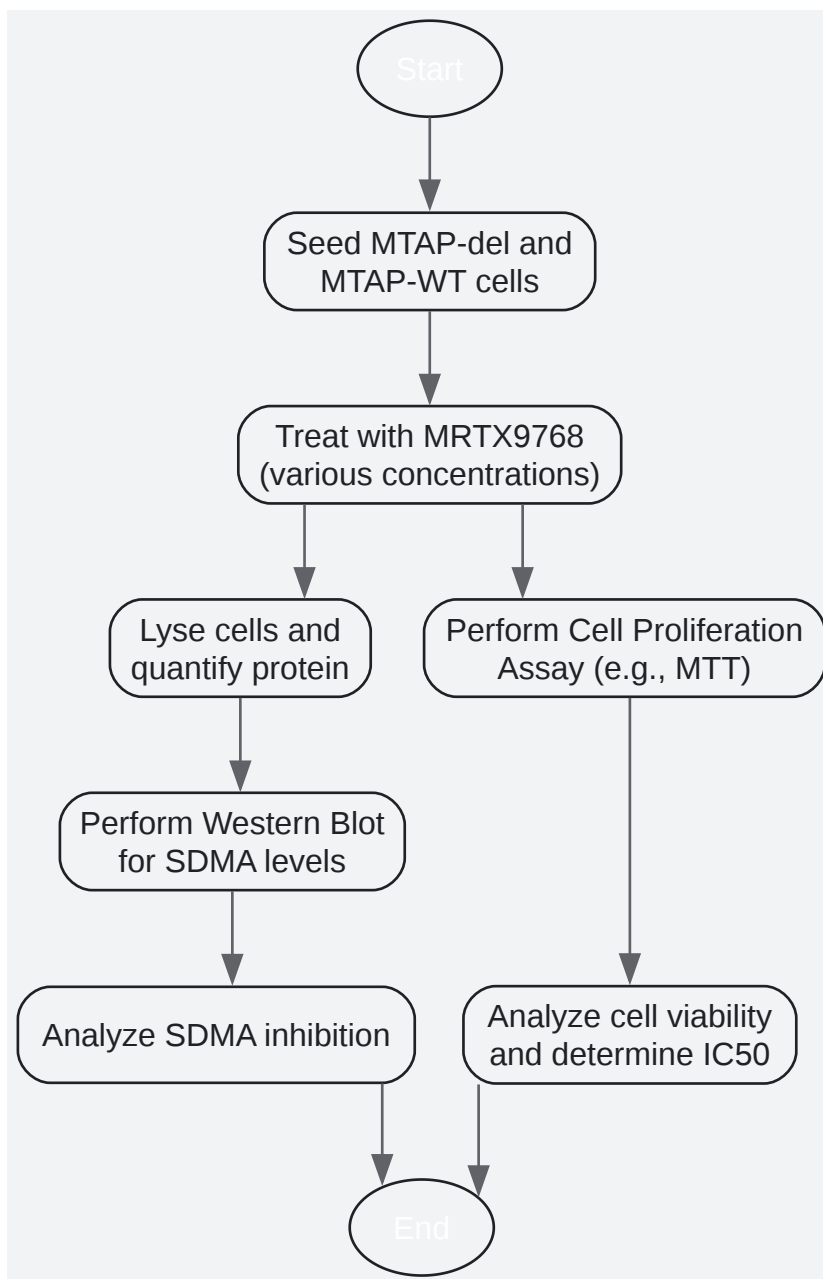 Start
Seed MTAP-del and
MTAP-WT cells
Treat with MRTX9768
(various concentrations)
Lyse cells and
quantify protein
Perform Cell Proliferation
Assay (e.g., MTT)
Perform Western Blot
for SDMA levels
Analyze SDMA inhibition
Analyze cell viability
and determine IC50
End